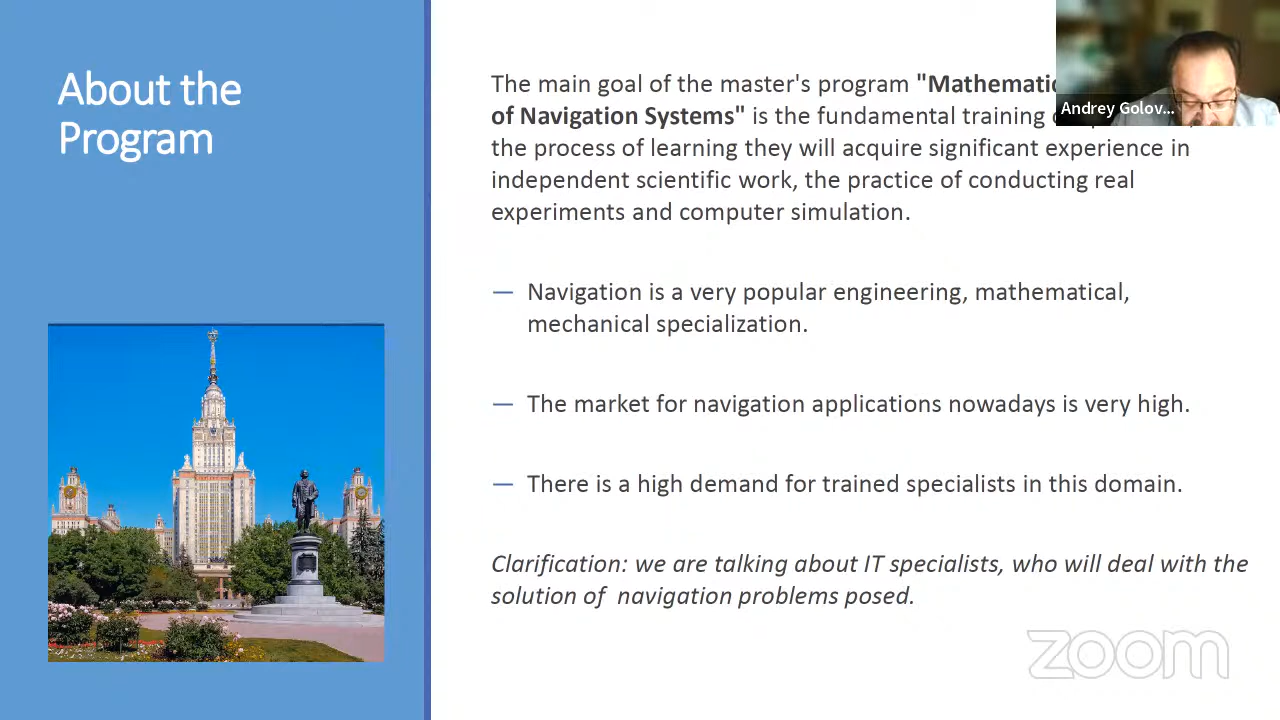 About the
Program
The main goal of the master's program "Mathematic
of Navigation Systems" is the fundamental training
the process of learning they will acquire significant experience in
independent scientific work, the practice of conducting real
experiments and computer simulation.
— Navigation is a very popular engineering, mathematical,
mechanical specialization.
— The market for navigation applications nowadays is very high.
— There is a high demand for trained specialists in this domain.
Clarification: we are talking about IT specialists, who will deal with the
solution of navigation problems posed.
Andrey Golov...
zoom